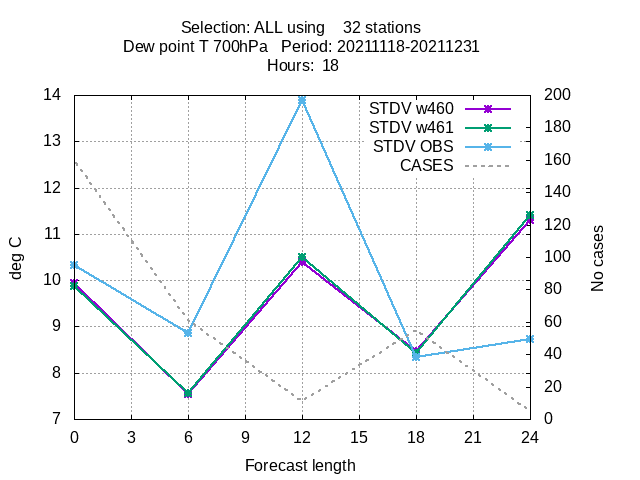 Selection: ALL using    32 stations
Dew point T 700hPa   Period: 20211118-20211231
Hours:  18
14
13
12
11
10
9
8
7
200
180
160
140
120
100
80
60
40
20
0
STDV w460
STDV w461
STDV OBS
CASES
deg C
No cases
0 3 6 9 12 15 18 21 24
Forecast length